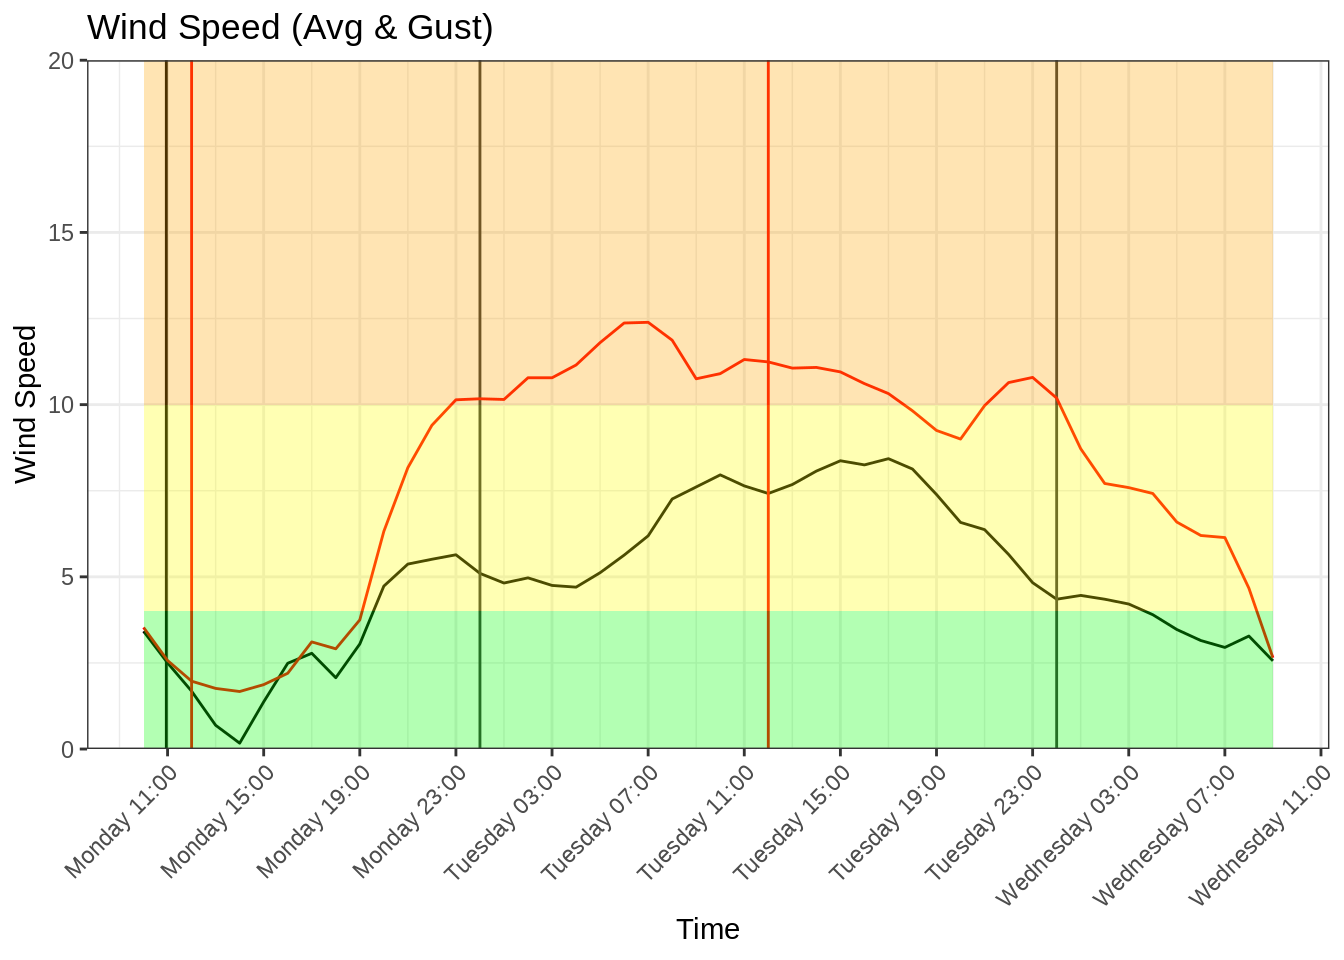 Wind Speed (Avg & Gust)
Wind Speed
20
15
10
5
0
Monday 11:00
Monday 15:00
Monday 19:00
Monday 23:00
Tuesday 03:00
Tuesday 07:00
Tuesday 11:00
Tuesday 15:00
Tuesday 19:00
Tuesday 23:00
Wednesday 03:00
Wednesday 07:00
Wednesday 11:00
Time